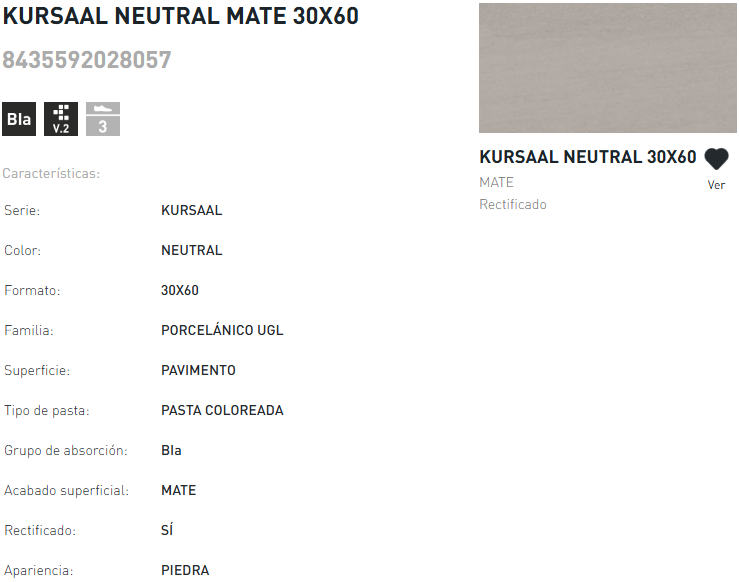 KURSAAL NEUTRAL MATE 30X60
8435592028057
BIa V.2 3
Características:
Serie: KURSAAL
Color: NEUTRAL
Formato: 30X60
Familia: PORCELÁNICO UGL
Superficie: PAVIMENTO
Tipo de pasta: PASTA COLOREADA
Grupo de absorción: BIa
Acabado superficial: MATE
Rectificado: SÍ
Apariencia: PIEDRA
KURSAAL NEUTRAL 30X60
MATE
Ver
Rectificado